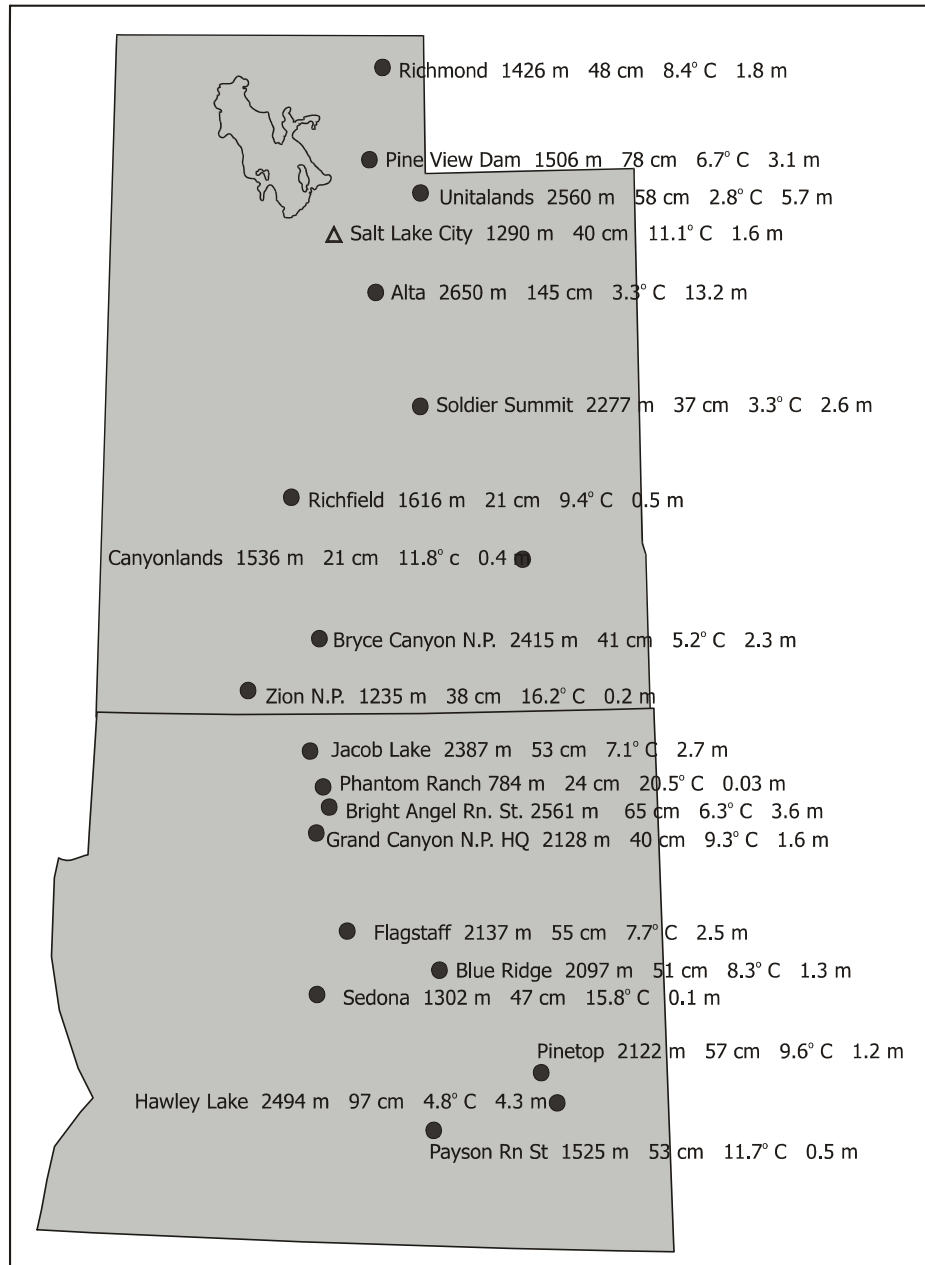 Richmond 1426 m 48 cm 8.4° C 1.8 m
Pine View Dam 1506 m 78 cm 6.7° C 3.1 m
Unitalands 2560 m 58 cm 2.8° C 5.7 m
Salt Lake City 1290 m 40 cm 11.1° C 1.6 m
Alta 2650 m 145 cm 3.3° C 13.2 m
Soldier Summit 2277 m 37 cm 3.3° C 2.6 m
Richfield 1616 m 21 cm 9.4° C 0.5 m
Canyonlands 1536 m 21 cm 11.8° c 0.4 m
Bryce Canyon N.P. 2415 m 41 cm 5.2° C 2.3 m
Zion N.P. 1235 m 38 cm 16.2° C 0.2 m
Jacob Lake 2387 m 53 cm 7.1° C 2.7 m
Phantom Ranch 784 m 24 cm 20.5° C 0.03 m
Bright Angel Rn. St. 2561 m 65 cm 6.3° C 3.6 m
Grand Canyon N.P. HQ 2128 m 40 cm 9.3° C 1.6 m
Flagstaff 2137 m 55 cm 7.7° C 2.5 m
Blue Ridge 2097 m 51 cm 8.3° C 1.3 m
Sedona 1302 m 47 cm 15.8° C 0.1 m
Pinetop 2122 m 57 cm 9.6° C 1.2 m
Hawley Lake 2494 m 97 cm 4.8° C 4.3 m
Payson Rn St 1525 m 53 cm 11.7° C 0.5 m